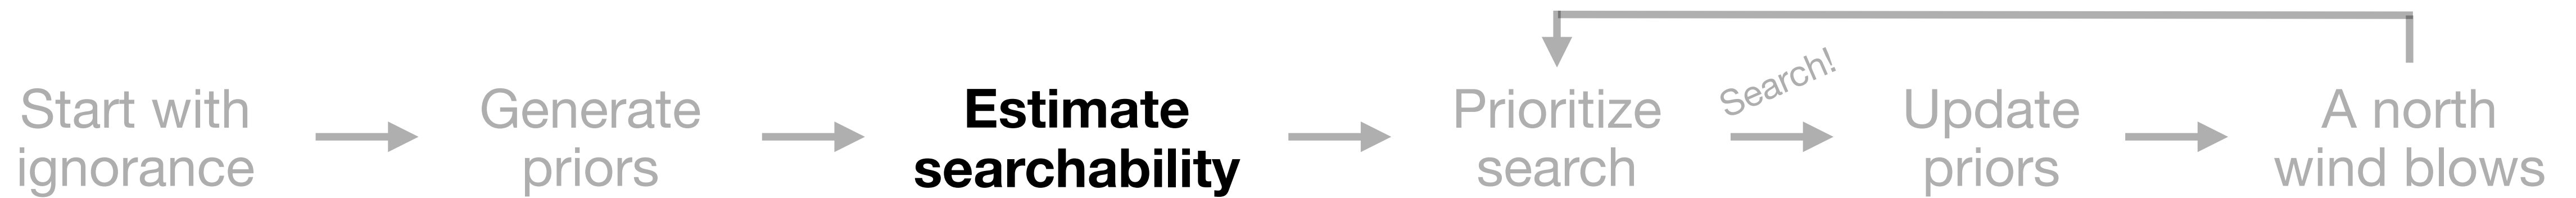 Start with
ignorance
Generate
priors
Estimate
searchability
Prioritize
search
Search!
Update
priors
A north
wind blows